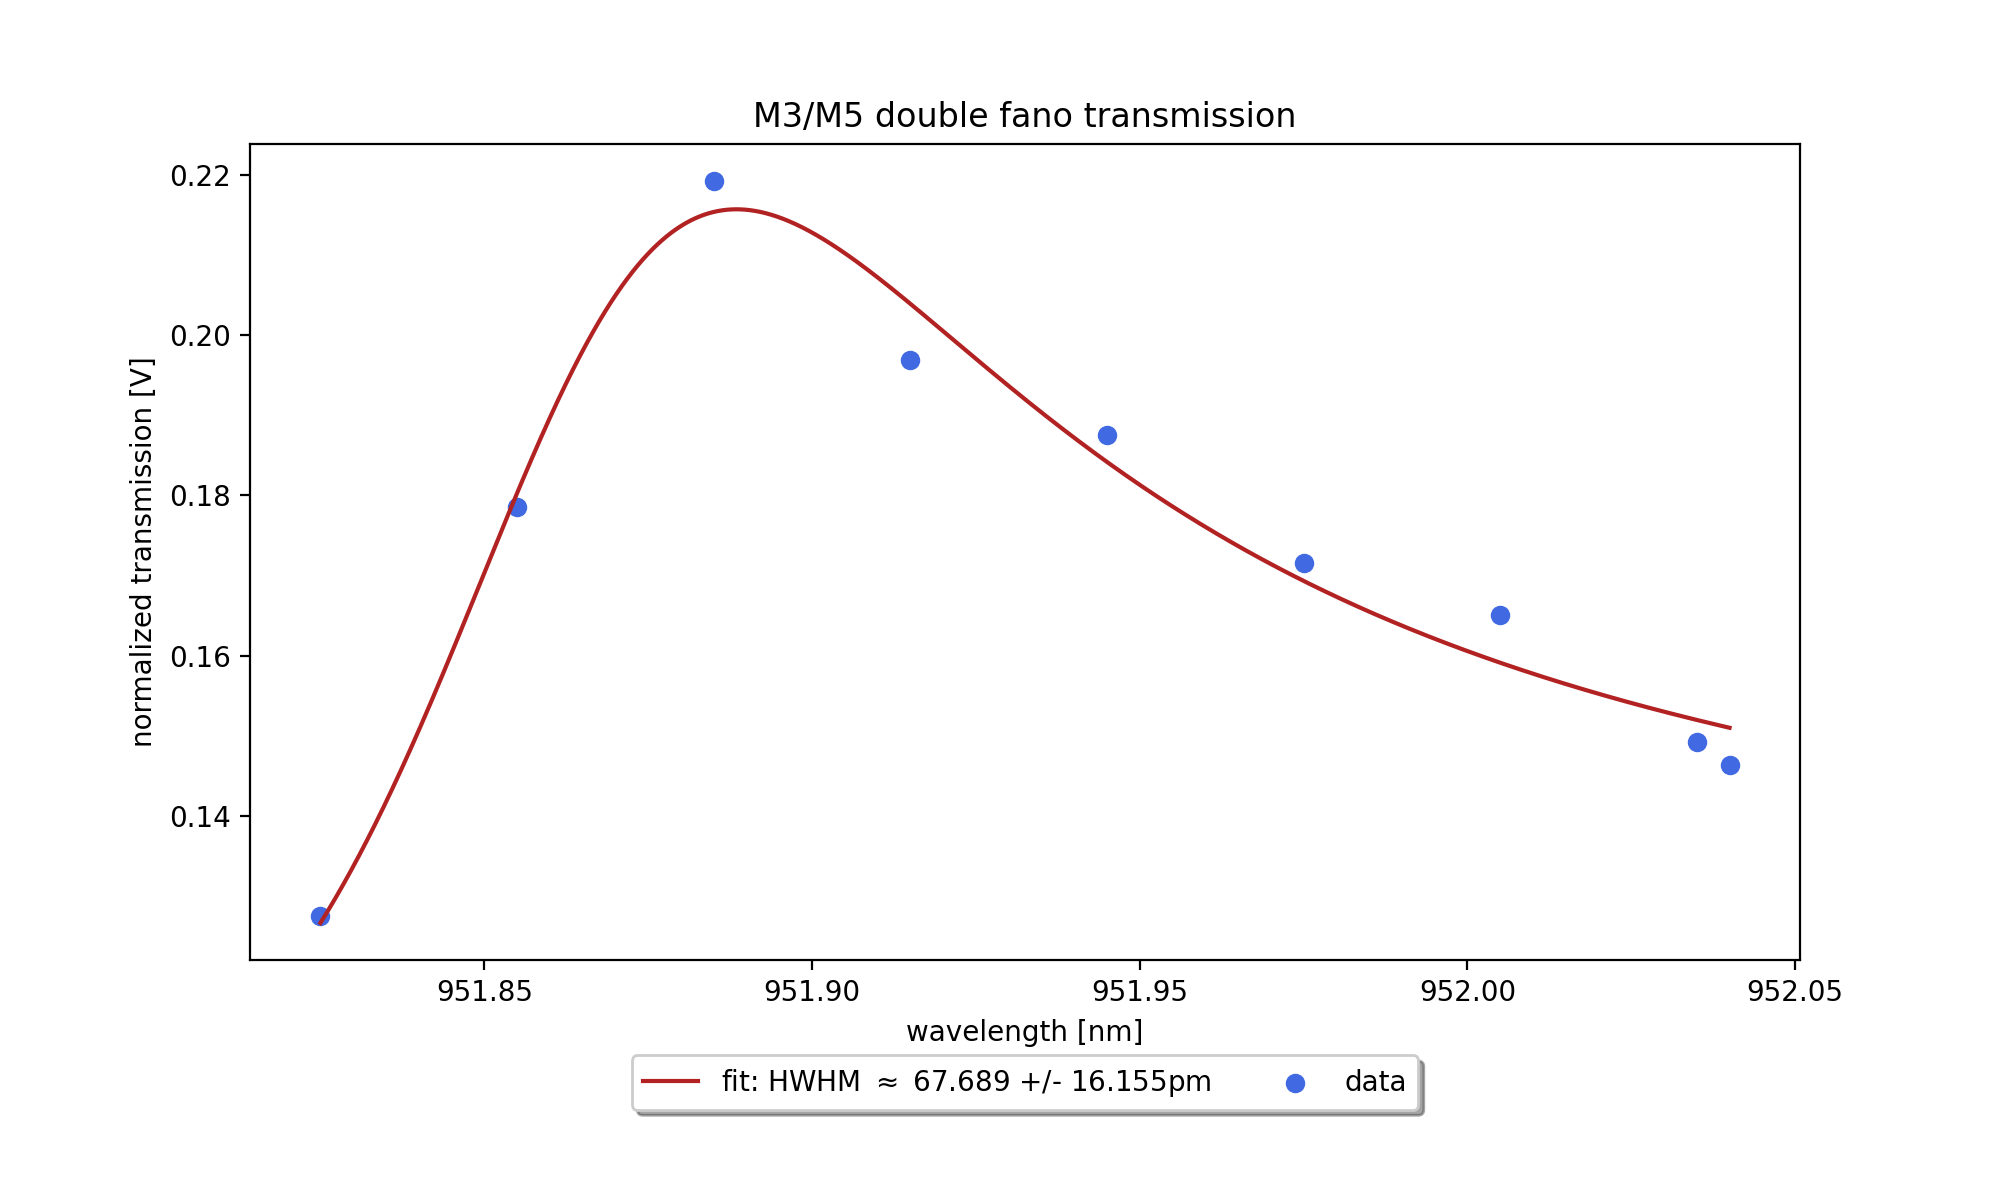 M3/M5 double fano transmission
normalized transmission [V]
0.22
0.20
0.18
0.16
0.14
951.85 951.90 951.95 952.00 952.05
wavelength [nm]
fit: HWHM ≈ 67.689 +/- 16.155pm data